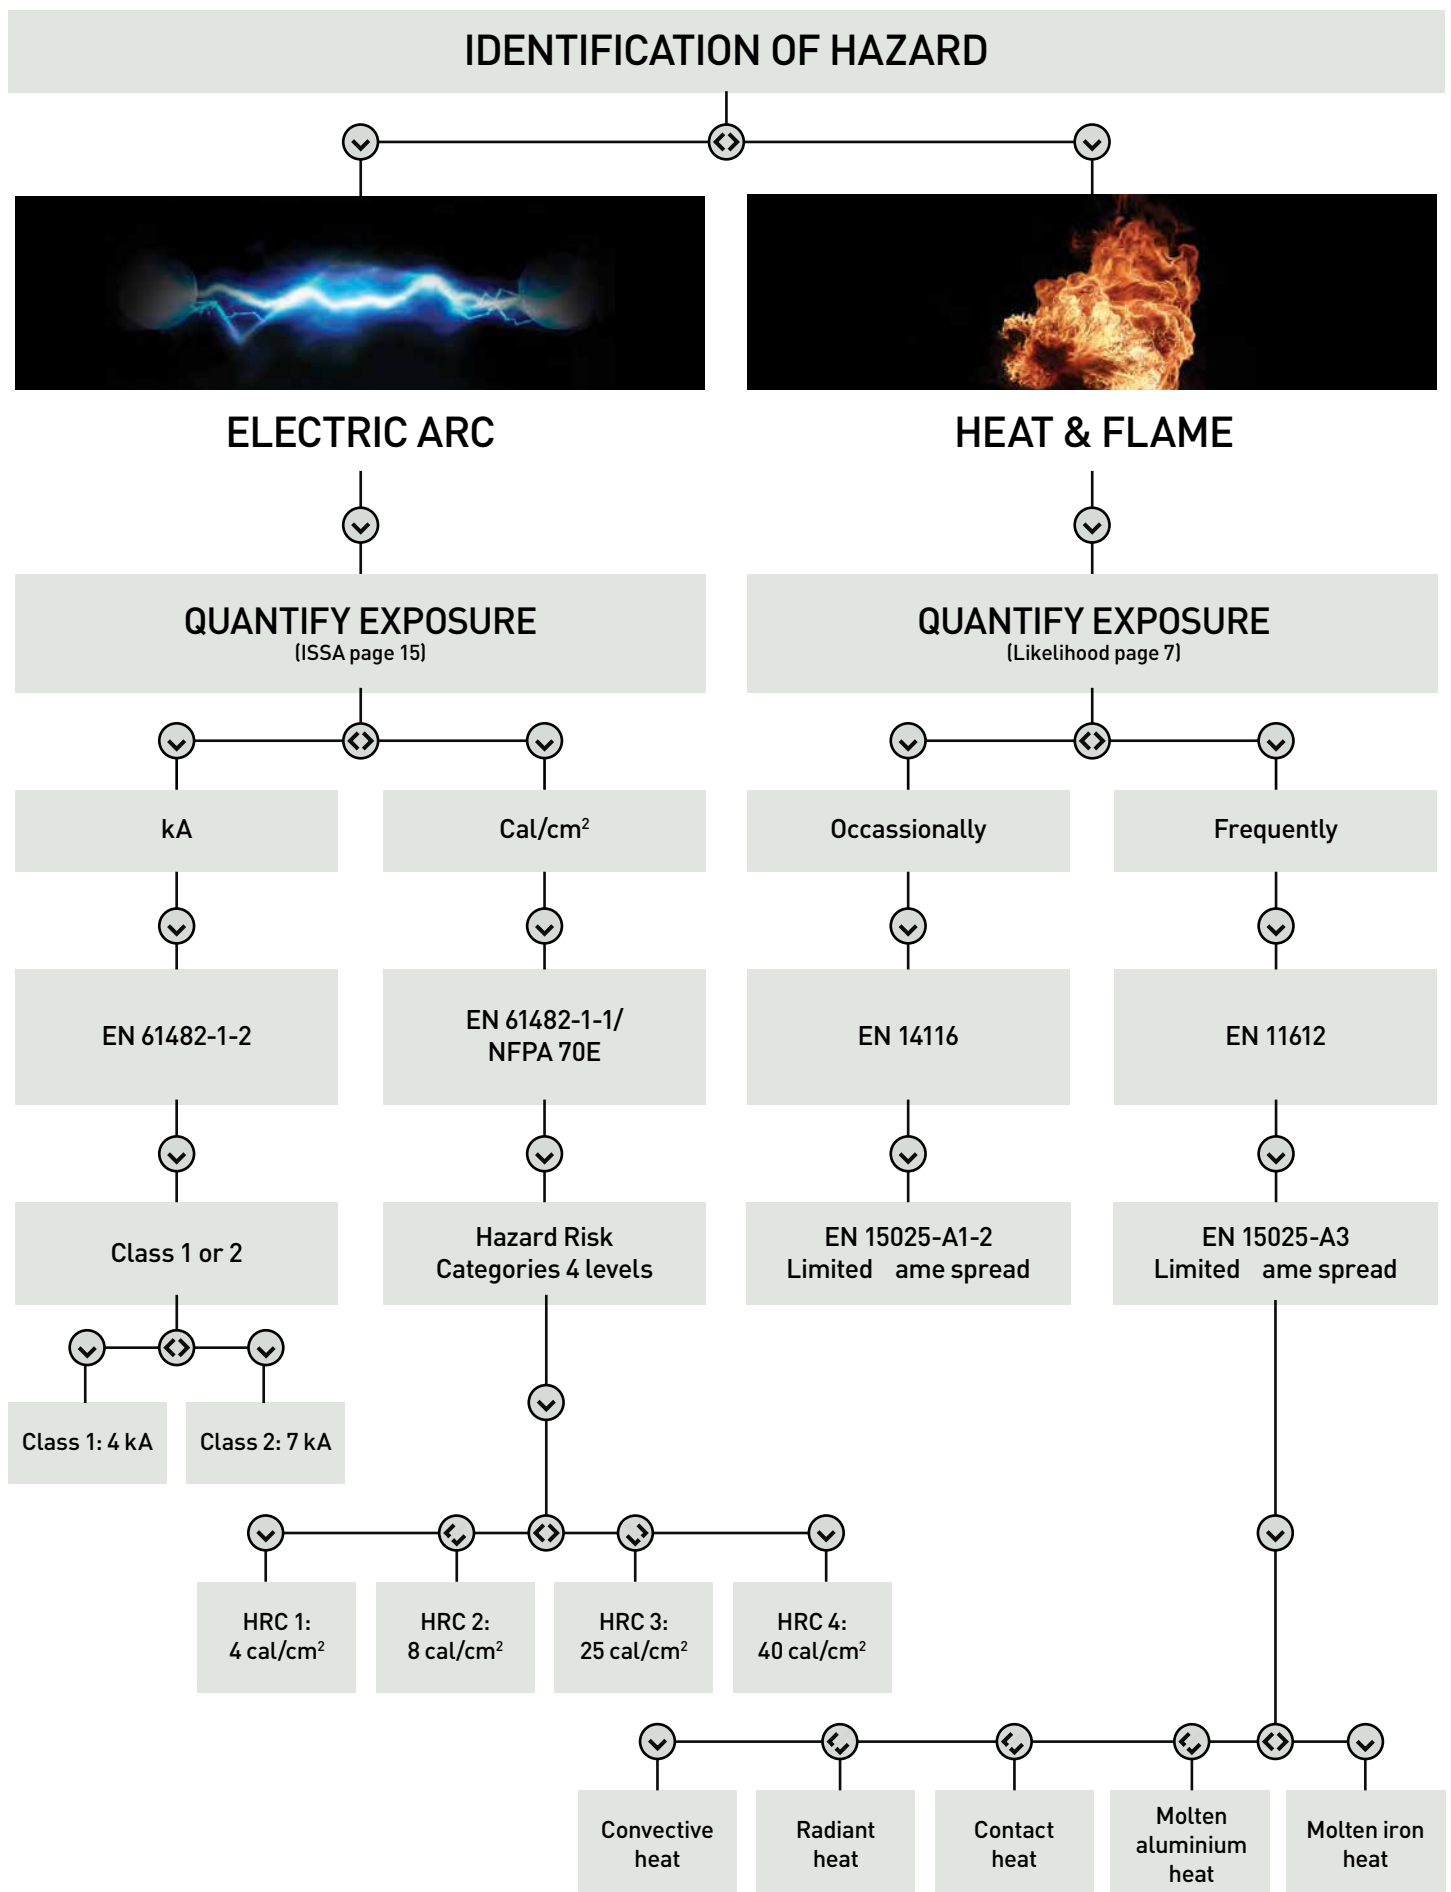 IDENTIFICATION OF HAZARD
ELECTRIC ARC
HEAT & FLAME
QUANTIFY EXPOSURE
(ISSA page 15)
QUANTIFY EXPOSURE
(Likelihood page 7)
kA
Cal/cm²
Occassionally
Frequently
EN 61482-1-2
EN 61482-1-1/
NFPA 70E
EN 14116
EN 11612
Class 1 or 2
Hazard Risk
Categories 4 levels
EN 15025-A1-2
Limited ame spread
EN 15025-A3
Limited ame spread
Class 1: 4 kA
Class 2: 7 kA
HRC 1:
4 cal/cm²
HRC 2:
8 cal/cm²
HRC 3:
25 cal/cm²
HRC 4:
40 cal/cm²
Convective
heat
Radiant
heat
Contact
heat
Molten
aluminium
heat
Molten iron
heat